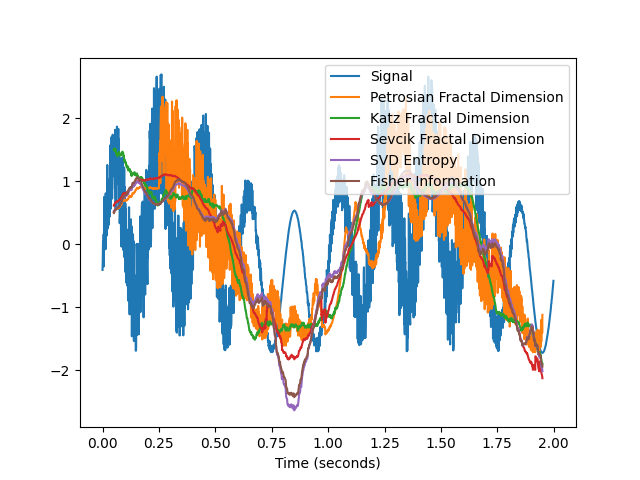 Signal
Petrosian Fractal Dimension
Katz Fractal Dimension
Sevcik Fractal Dimension
SVD Entropy
Fisher Information
2
1
0
−1
−2
0.00 0.25 0.50 0.75 1.00 1.25 1.50 1.75 2.00
Time (seconds)